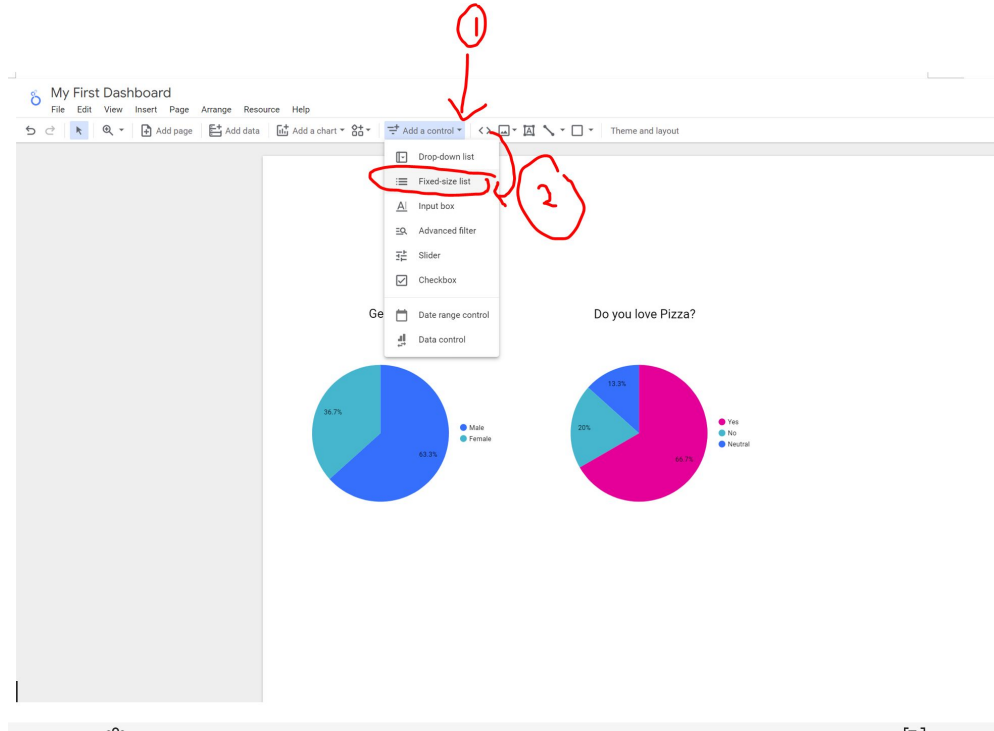 1
My First Dashboard
File Edit View Insert Page Arrange Resource Help
Add page Add data Add a chart Add a control Theme and layout
Drop-down list
Fixed-size list
2
Input box
Advanced filter
Slider
Checkbox
Date range control
Data control
Ge
Do you love Pizza?
36.7%
63.3%
Male
Female
13.3%
20%
66.7%
Yes
No
Neutral